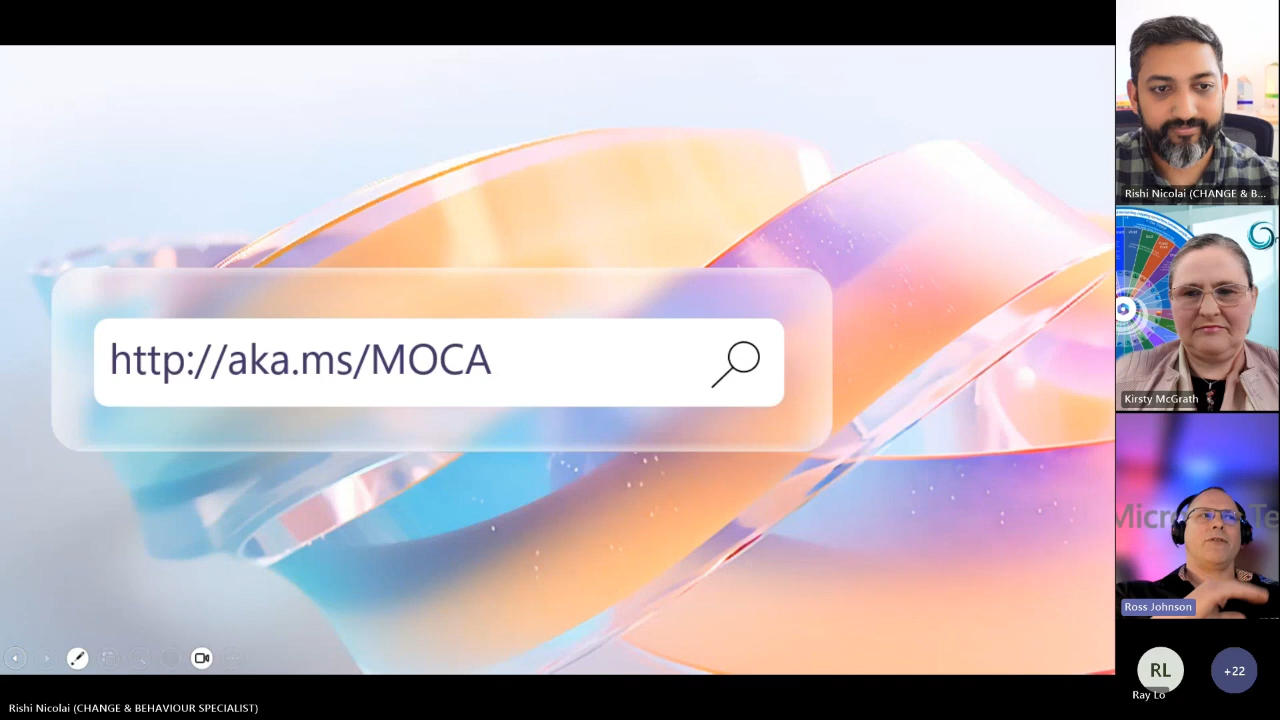 http://aka.ms/MOCA
Rishi Nicolai (CHANGE & B...
Kirsty McGrath
Ross Johnson
RL
Ray Lo
+22
Rishi Nicolai (CHANGE & BEHAVIOUR SPECIALIST)